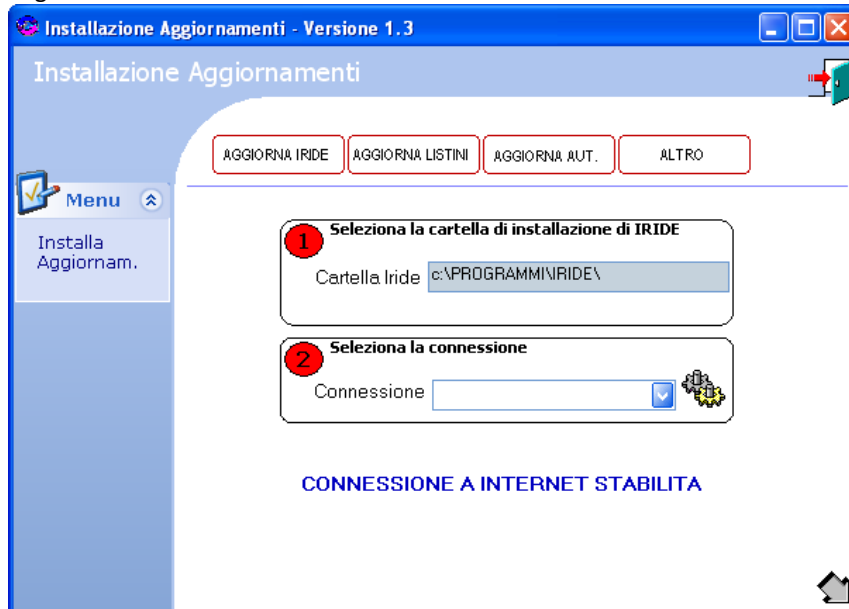 Installazione Aggiornamenti - Versione 1.3
Installazione Aggiornamenti
AGGIORNA IRIDE AGGIORNA LISTINI AGGIORNA AUT. ALTRO
Menu
Installa
Aggiornam.
1 Seleziona la cartella di installazione di IRIDE
Cartella Iride c:\PROGRAMMI\IRIDE\
2 Seleziona la connessione
Connessione
CONNESSIONE A INTERNET STABILITA